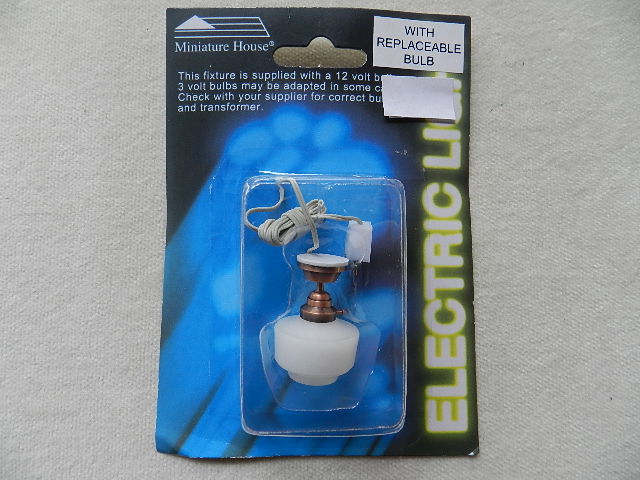 Miniature House®
WITH
REPLACEABLE
BULB
This fixture is supplied with a 12 volt
3 volt bulbs may be adapted in some
Check with your supplier for correct
and transformer.
ELECTRIC